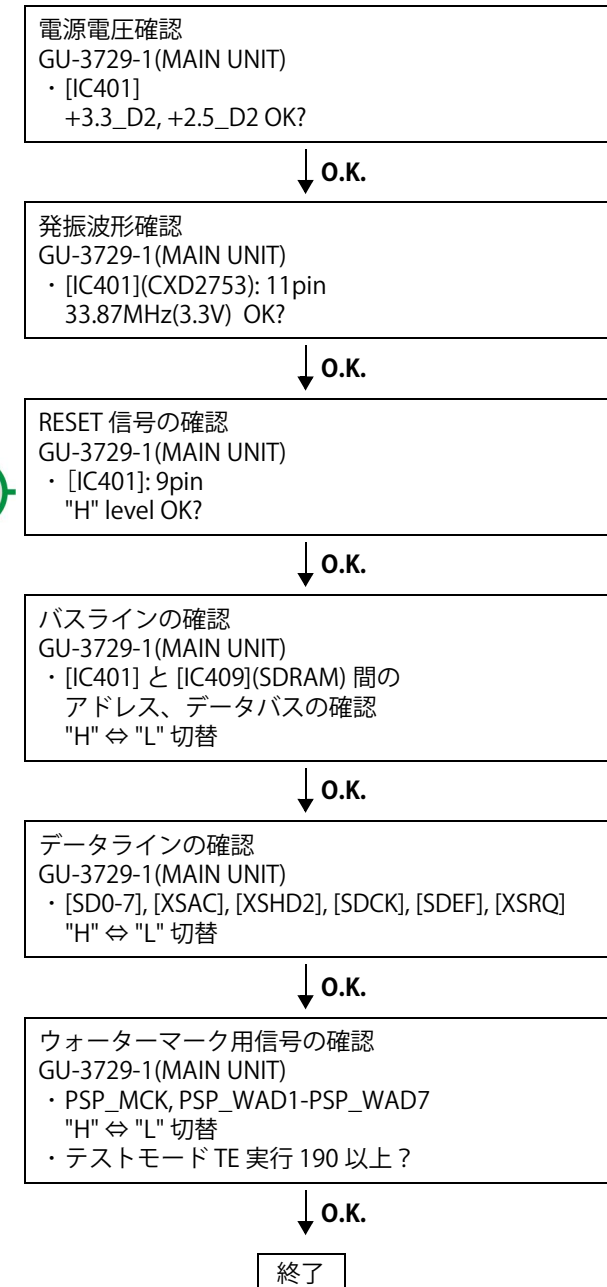 電源電圧確認
GU-3729-1(MAIN UNIT)
・[IC401]
+3.3_D2, +2.5_D2 OK?
O.K.
発振波形確認
GU-3729-1(MAIN UNIT)
・[IC401](CXD2753): 11pin
33.87MHz(3.3V) OK?
O.K.
RESET 信号の確認
GU-3729-1(MAIN UNIT)
・[IC401]: 9pin
"H" level OK?
O.K.
バスラインの確認
GU-3729-1(MAIN UNIT)
・[IC401] と [IC409](SDRAM) 間の
アドレス、データバスの確認
"H" ⇔ "L" 切替
O.K.
データラインの確認
GU-3729-1(MAIN UNIT)
・[SD0-7], [XSAC], [XSHD2], [SDCK], [SDEF], [XSRQ]
"H" ⇔ "L" 切替
O.K.
ウォーターマーク用信号の確認
GU-3729-1(MAIN UNIT)
・PSP_MCK, PSP_WAD1-PSP_WAD7
"H" ⇔ "L" 切替
・テストモード TE 実行 190 以上？
O.K.
終了